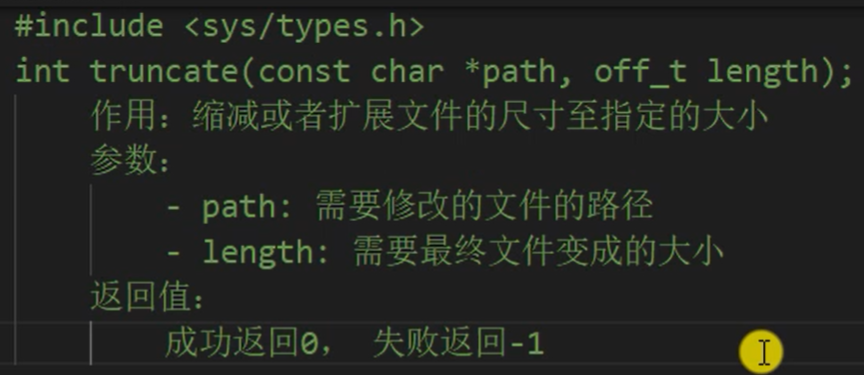 #include <sys/types.h>
int truncate(const char *path, off_t length);
作用：缩减或者扩展文件的尺寸至指定的大小
参数：
- path: 需要修改的文件的路径
- length: 需要最终文件变成的大小
返回值：
成功返回0， 失败返回-1